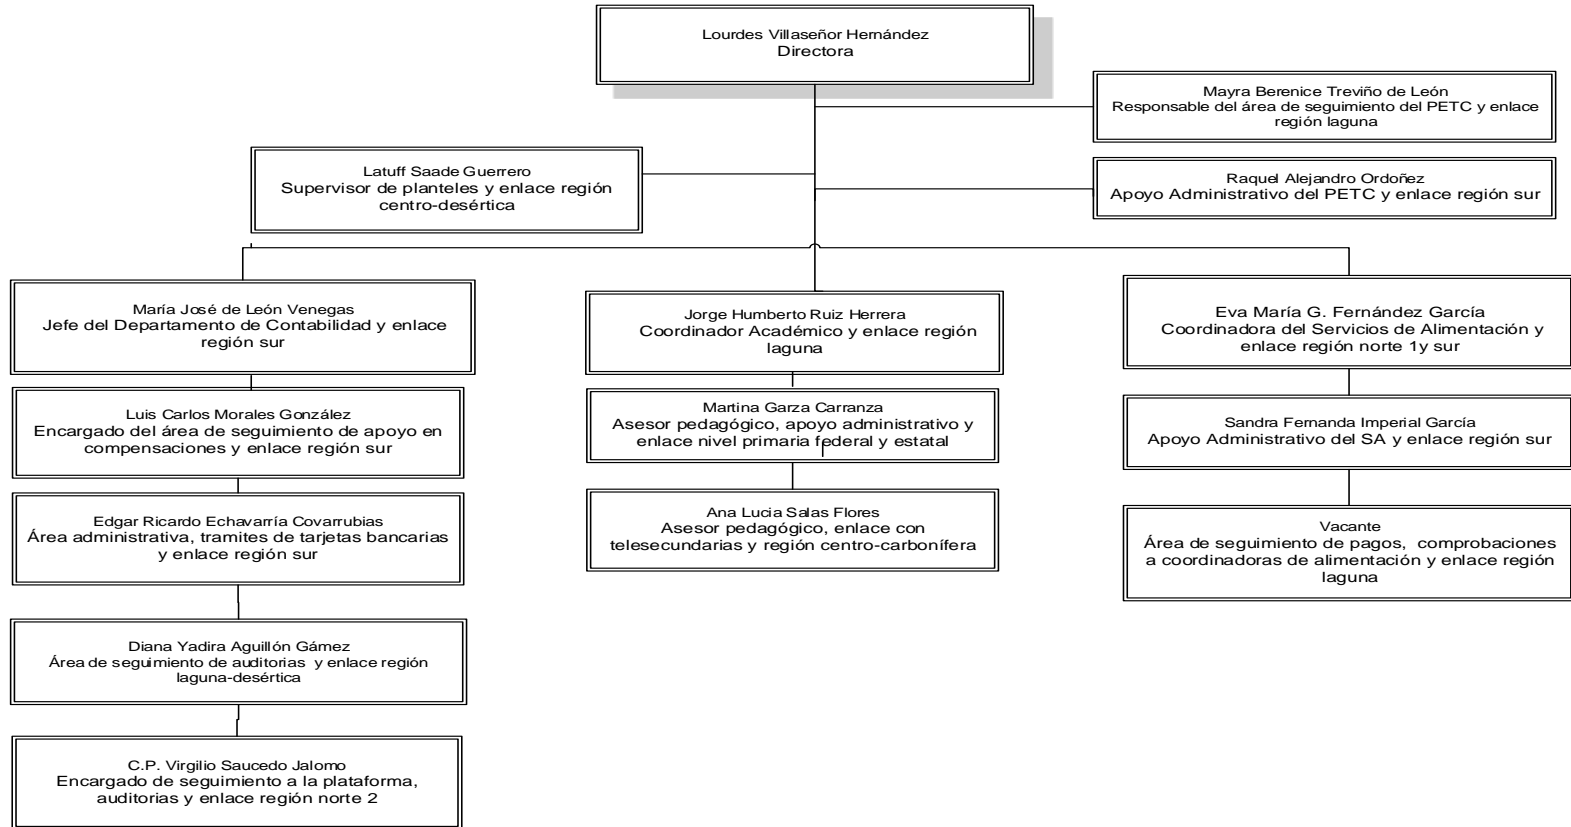 Lourdes Villaseñor Hernández
Directora
Mayra Berenice Treviño de León
Responsable del área de seguimiento del PETC y enlace
región laguna
Latuff Saade Guerrero
Supervisor de planteles y enlace región
centro-desértica
Raquel Alejandro Ordoñez
Apoyo Administrativo del PETC y enlace región sur
María José de León Venegas
Jefe del Departamento de Contabilidad y enlace
región sur
Luis Carlos Morales González
Encargado del área de seguimiento de apoyo en
compensaciones y enlace región sur
Edgar Ricardo Echavarría Covarrubias
Área administrativa, tramites de tarjetas bancarias
y enlace región sur
Diana Yadira Aguillón Gámez
Área de seguimiento de auditorias y enlace región
laguna-desértica
C.P. Virgilio Saucedo Jalomo
Encargado de seguimiento a la plataforma,
auditorias y enlace región norte 2
Jorge Humberto Ruiz Herrera
Coordinador Académico y enlace región
laguna
Martina Garza Carranza
Asesor pedagógico, apoyo administrativo y
enlace nivel primaria federal y estatal
Ana Lucia Salas Flores
Asesor pedagógico, enlace con
telesecundarias y región centro-carbonífera
Eva María G. Fernández García
Coordinadora del Servicios de Alimentación y
enlace región norte 1y sur
Sandra Fernanda Imperial García
Apoyo Administrativo del SA y enlace región sur
Vacante
Área de seguimiento de pagos, comprobaciones
a coordinadoras de alimentación y enlace región
laguna